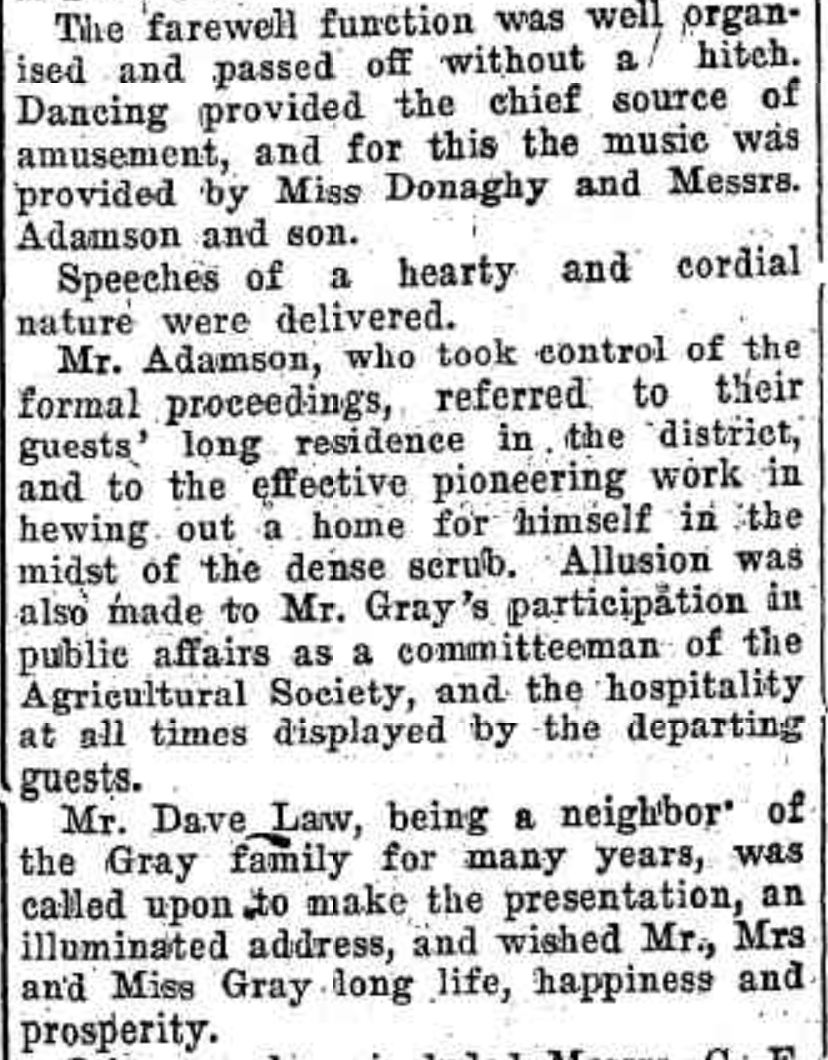 The farewell function was well organ-
ised and passed off without a hitch.
Dancing provided the chief source of
amusement, and for this the music was
provided by Miss Donaghy and Messrs.
Adamson and son.
Speeches of a hearty and cordial
nature were delivered.
Mr. Adamson, who took control of the
formal proceedings, referred to their
guests' long residence in the district,
and to the effective pioneering work in
hewing out a home for himself in the
midst of the dense scrub. Allusion was
also made to Mr. Gray's participation in
public affairs as a committeeman of the
Agricultural Society, and the hospitality
at all times displayed by the departing
guests.
Mr. Dave Law, being a neighbor of
the Gray family for many years, was
called upon to make the presentation, an
illuminated address, and wished Mr., Mrs
and Miss Gray long life, happiness and
prosperity.